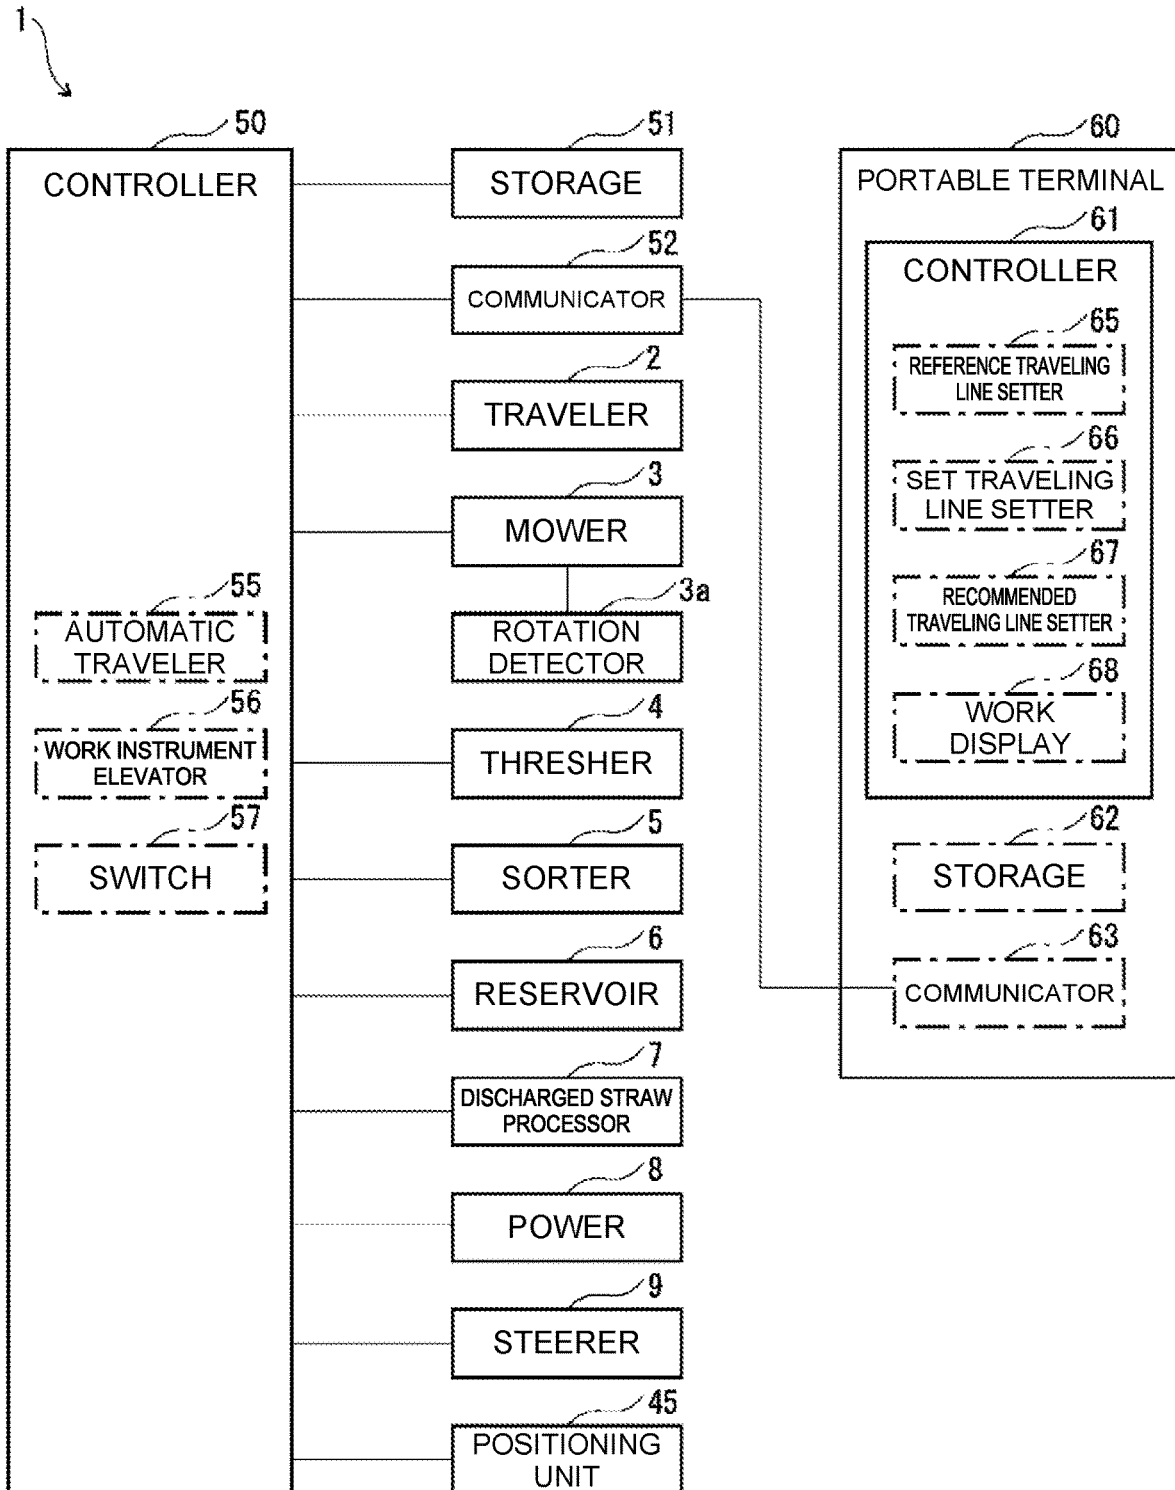 1
50
CONTROLLER
55
AUTOMATIC
TRAVELER
56
WORK INSTRUMENT
ELEVATOR
57
SWITCH
51
STORAGE
52
COMMUNICATOR
2
TRAVELER
3
MOWER
3a
ROTATION
DETECTOR
4
THRESHER
5
SORTER
6
RESERVOIR
7
DISCHARGED STRAW
PROCESSOR
8
POWER
9
STEERER
45
POSITIONING
UNIT
60
PORTABLE TERMINAL
61
CONTROLLER
65
REFERENCE TRAVELING
LINE SETTER
66
SET TRAVELING
LINE SETTER
67
RECOMMENDED
TRAVELING LINE SETTER
68
WORK
DISPLAY
62
STORAGE
63
COMMUNICATOR